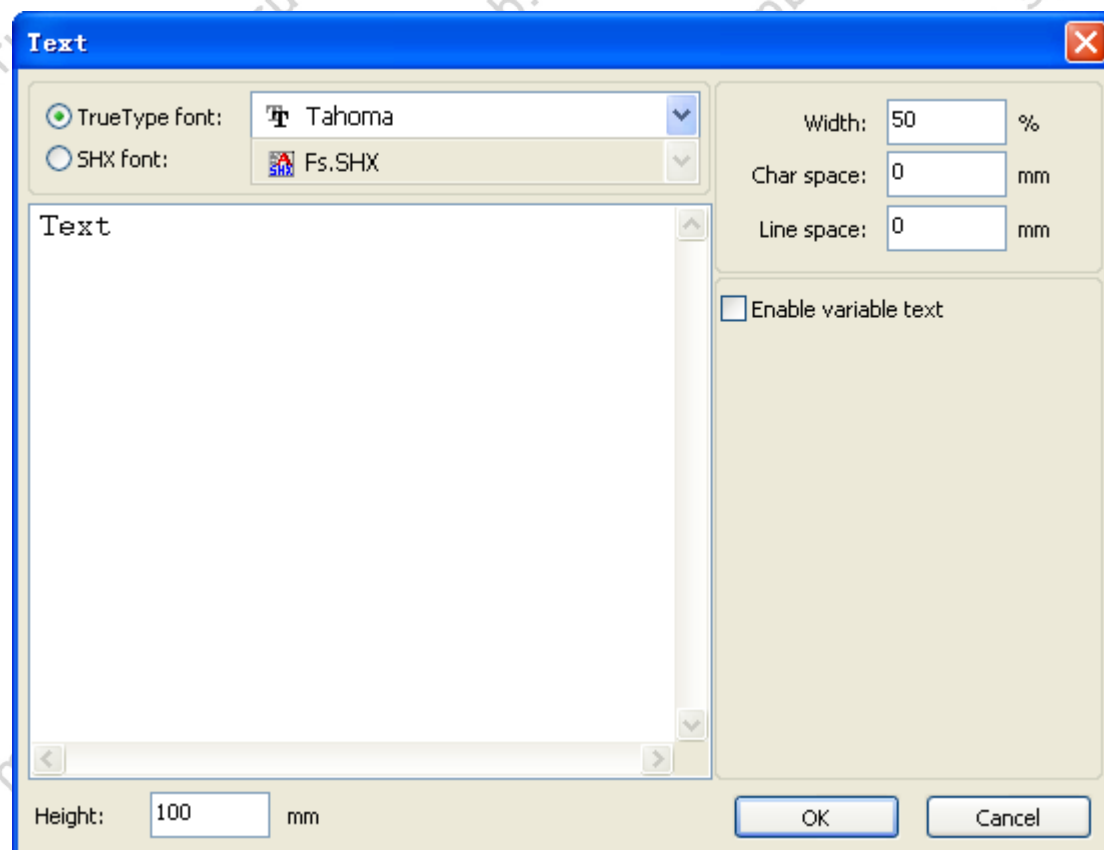 Text
TrueType font: Tahoma
SHX font: Fs.SHX
Width: 50 %
Char space: 0 mm
Line space: 0 mm
Text
Enable variable text
Height: 100 mm
OK Cancel